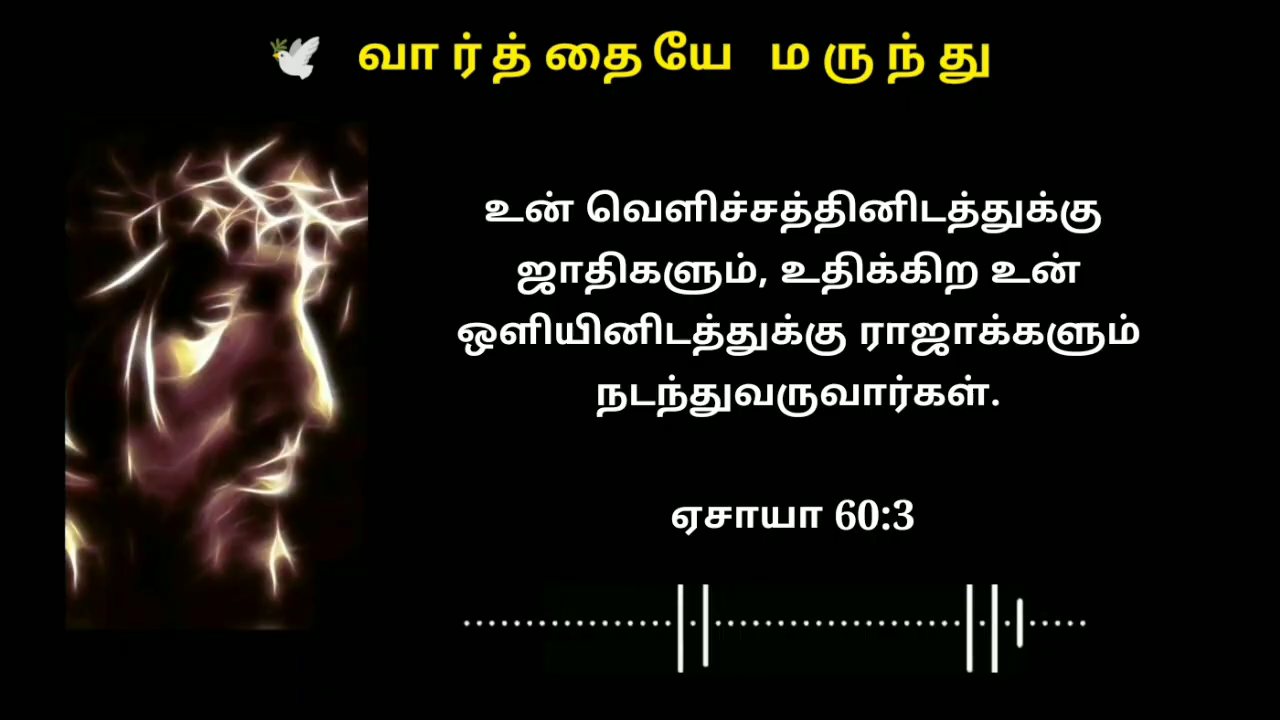 🕊️ வார்த்தையே மருந்து
உன் வெளிச்சத்தினிடத்துக்கு
ஜாதிகளும், உதிக்கிற உன்
ஒளியினிடத்துக்கு ராஜாக்களும்
நடந்துவருவார்கள்.
ஏசாயா 60:3